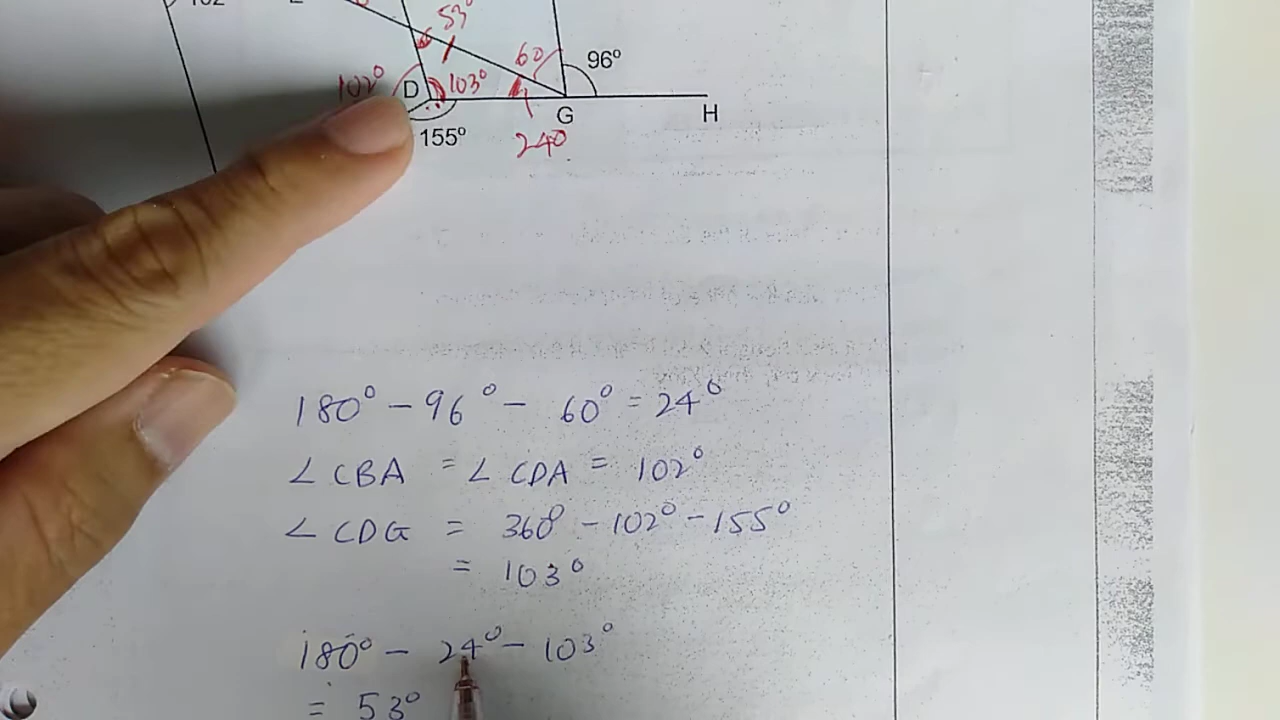 53°
60
96°
102°
D
103°
G
H
155°
24°
180° - 96° - 60° = 24°
∠ CBA = ∠ CDA = 102°
∠ CDG = 360° - 102° - 155°
= 103°
180° - 24° - 103°
= 53°